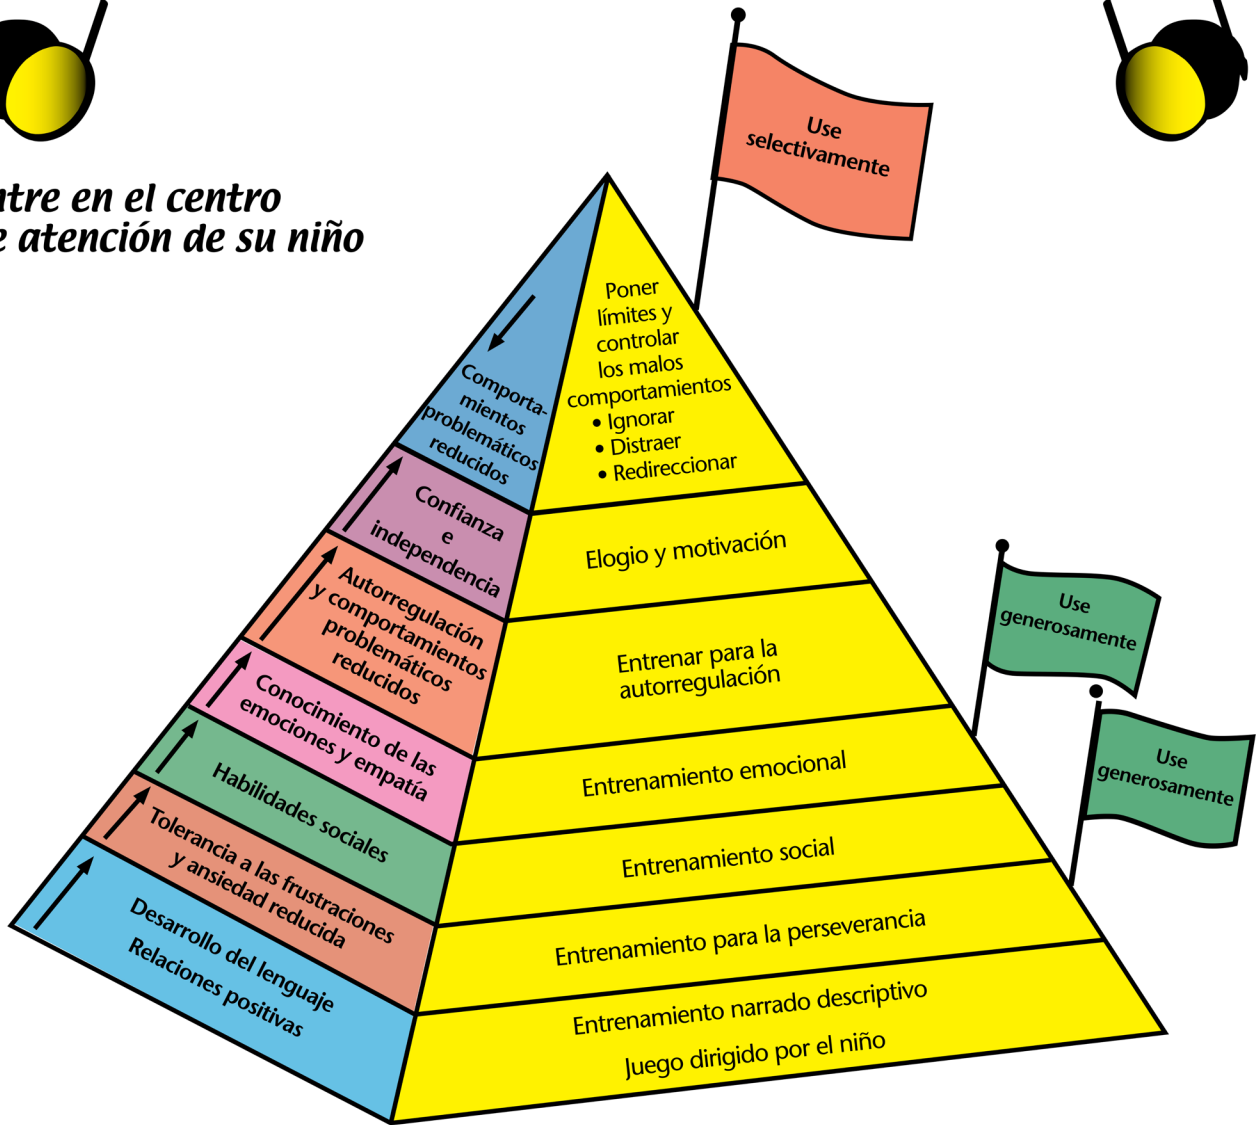 ntre en el centro
e atención de su niño
Use
selectivamente
Poner
límites y
controlar
los malos
comportamientos
• Ignorar
• Distraer
• Redireccionar
Comporta-
mientos
problemáticos
reducidos
Confianza
e
independencia
Elogio y motivación
Autorregulación
y comportamientos
problemáticos
reducidos
Entrenar para la
autorregulación
Use
generosamente
Conocimiento de las
emociones y empatía
Entrenamiento emocional
Use
generosamente
Habilidades sociales
Entrenamiento social
Tolerancia a las frustraciones
y ansiedad reducida
Entrenamiento para la perseverancia
Desarrollo del lenguaje
Relaciones positivas
Entrenamiento narrado descriptivo
Juego dirigido por el niño